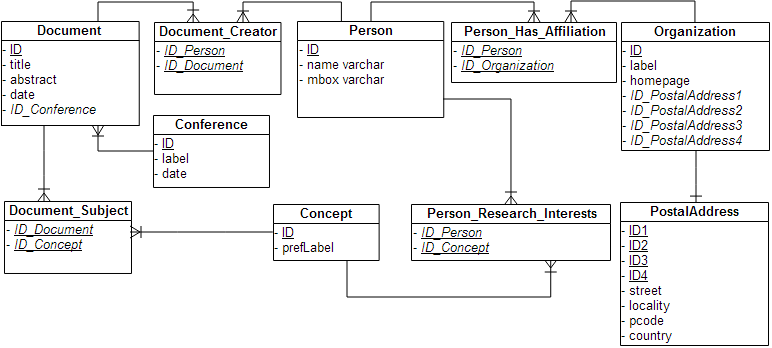 Document
- ID
- title
- abstract
- date
- ID_Conference
Document_Creator
- ID_Person
- ID_Document
Person
- ID
- name varchar
- mbox varchar
Person_Has_Affiliation
- ID_Person
- ID_Organization
Organization
- ID
- label
- homepage
- ID_PostalAddress1
- ID_PostalAddress2
- ID_PostalAddress3
- ID_PostalAddress4
Conference
- ID
- label
- date
Document_Subject
- ID_Document
- ID_Concept
Concept
- ID
- prefLabel
Person_Research_Interests
- ID_Person
- ID_Concept
PostalAddress
- ID1
- ID2
- ID3
- ID4
- street
- locality
- pcode
- country